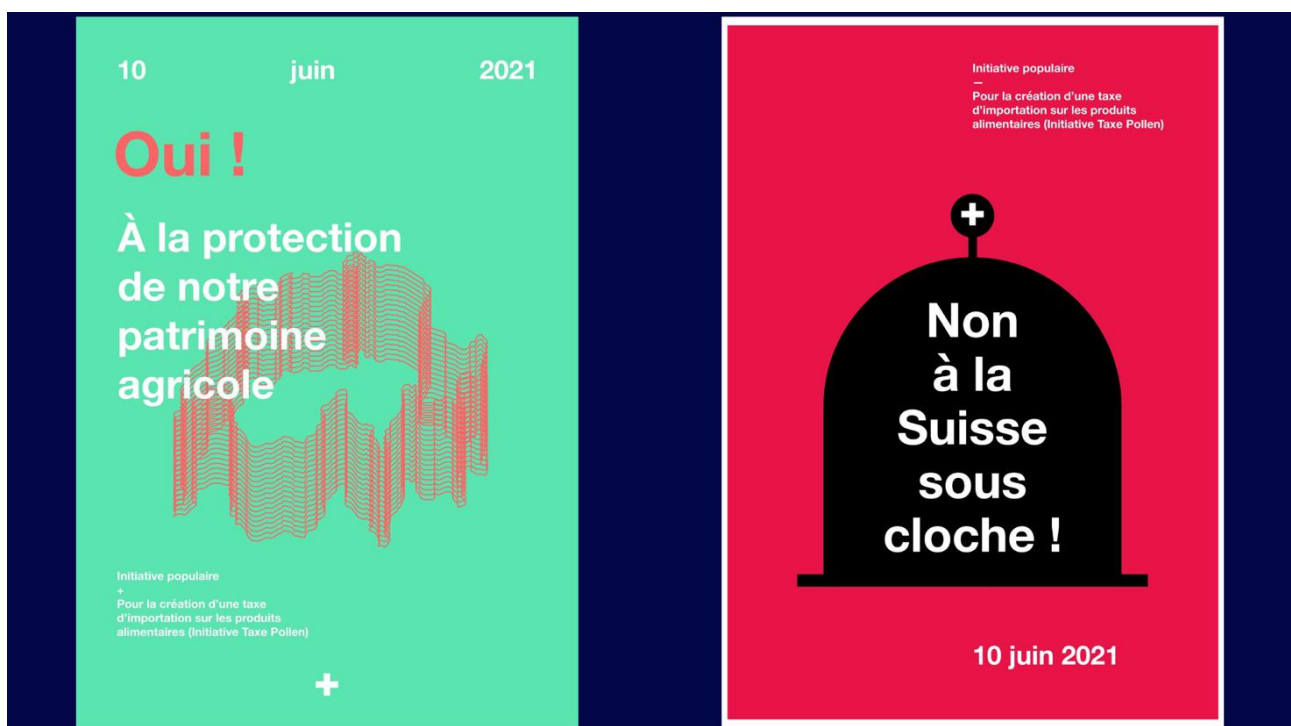 10 juin 2021
Oui !
À la protection
de notre
patrimoine
agricole
Initiative populaire
+
Pour la création d'une taxe
d'importation sur les produits
alimentaires (Initiative Taxe Pollen)
Initiative populaire
—
Pour la création d'une taxe
d'importation sur les produits
alimentaires (Initiative Taxe Pollen)
Non
à la
Suisse
sous
cloche !
10 juin 2021